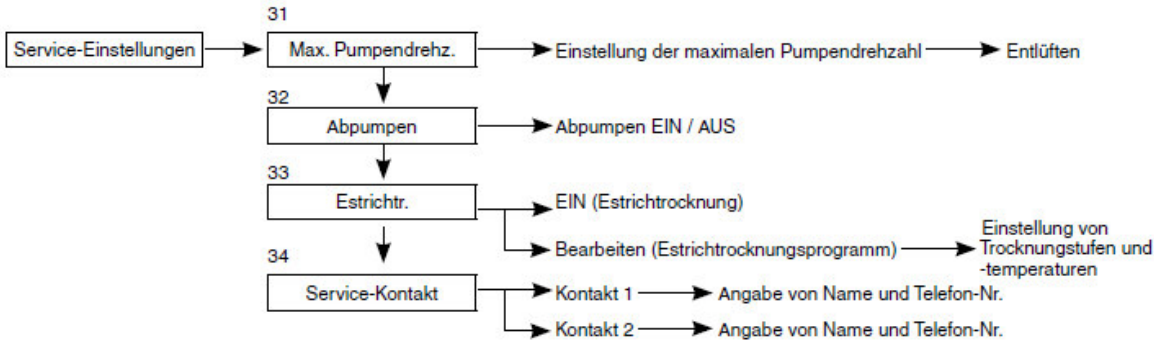 31
Service-Einstellungen
Max. Pumpendrehz.
Einstellung der maximalen Pumpendrehzahl
Entlüften
32
Abpumpen
Abpumpen EIN / AUS
33
Estrichtr.
EIN (Estrichtrocknung)
Bearbeiten (Estrichtrocknungsprogramm)
Einstellung von
Trocknungstufen und
-temperaturen
34
Service-Kontakt
Kontakt 1
Angabe von Name und Telefon-Nr.
Kontakt 2
Angabe von Name und Telefon-Nr.